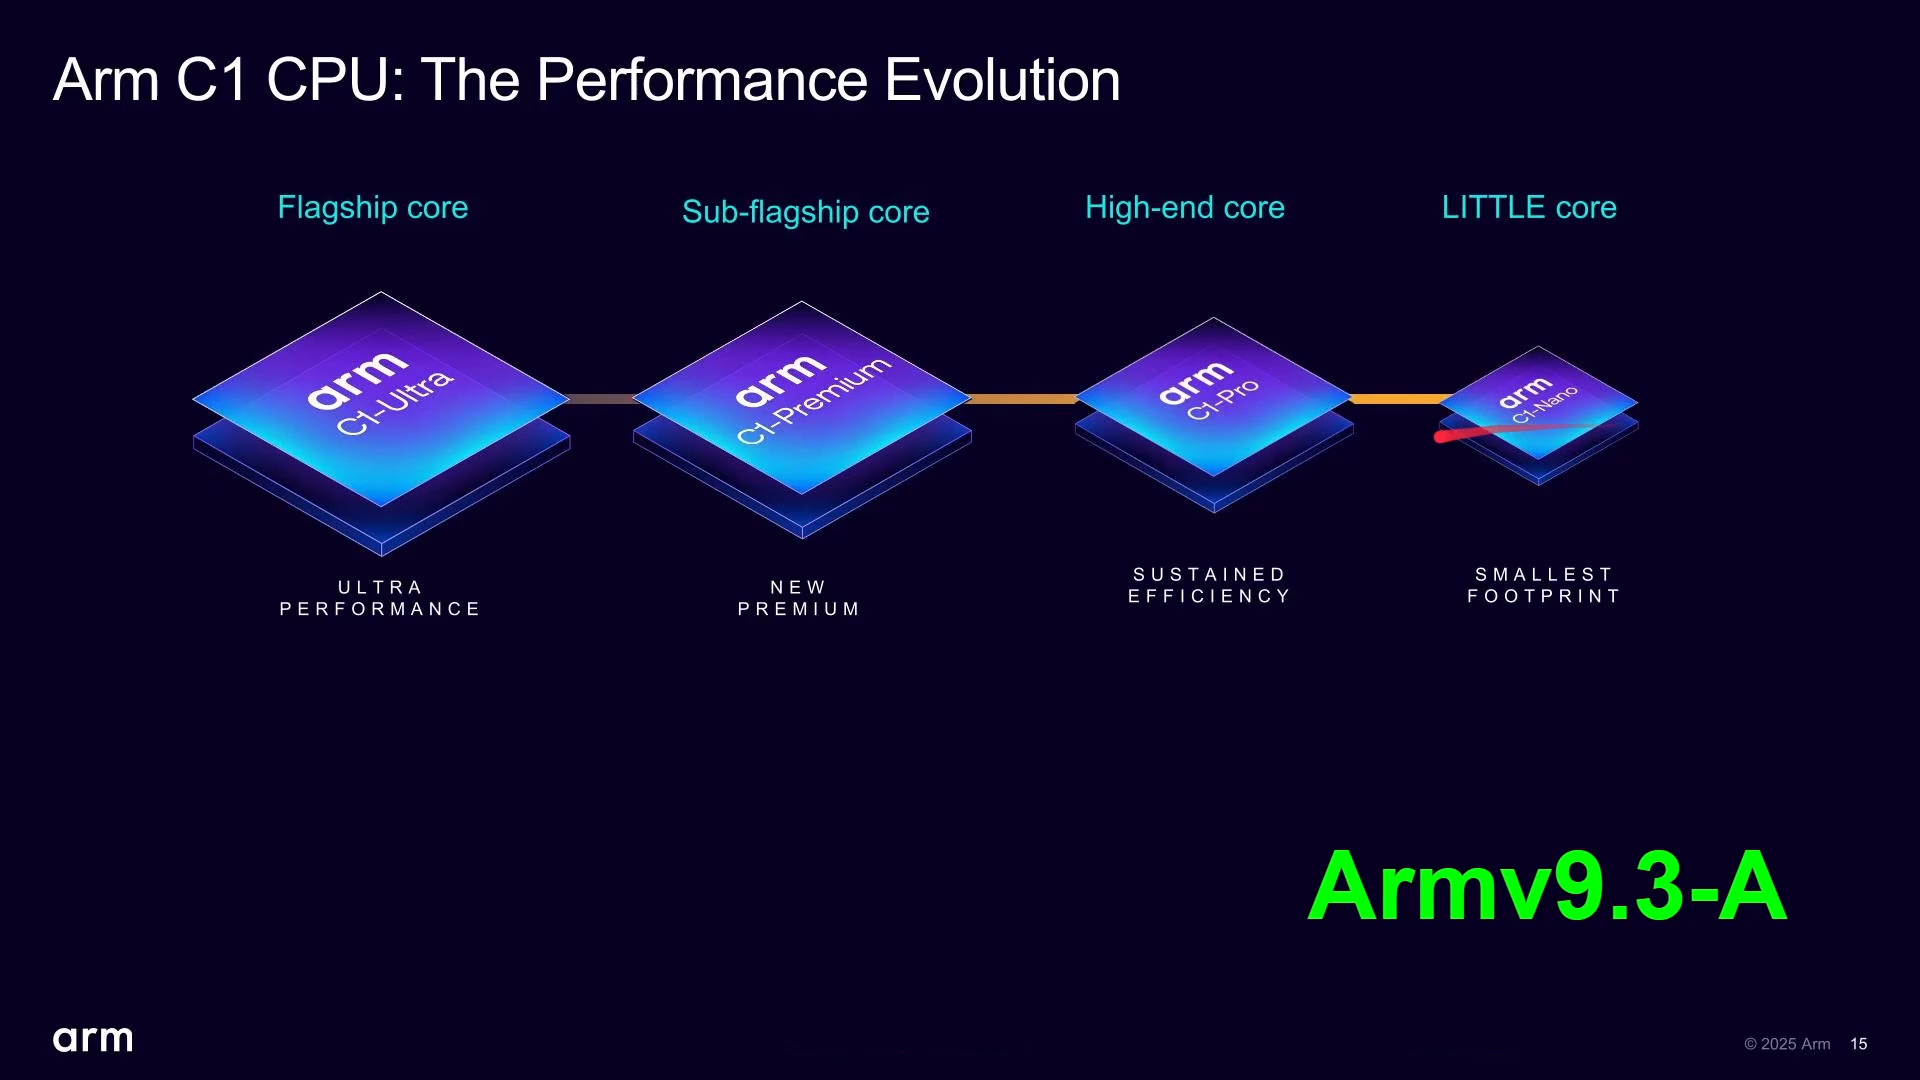 Arm C1 CPU: The Performance Evolution
Flagship core
Sub-flagship core
High-end core
LITTLE core
arm
C1-Ultra
arm
C1-Premium
arm
C1-Pro
arm
C1-Nano
ULTRA
PERFORMANCE
NEW
PREMIUM
SUSTAINED
EFFICIENCY
SMALLEST
FOOTPRINT
Armv9.3-A
arm
© 2025 Arm 15